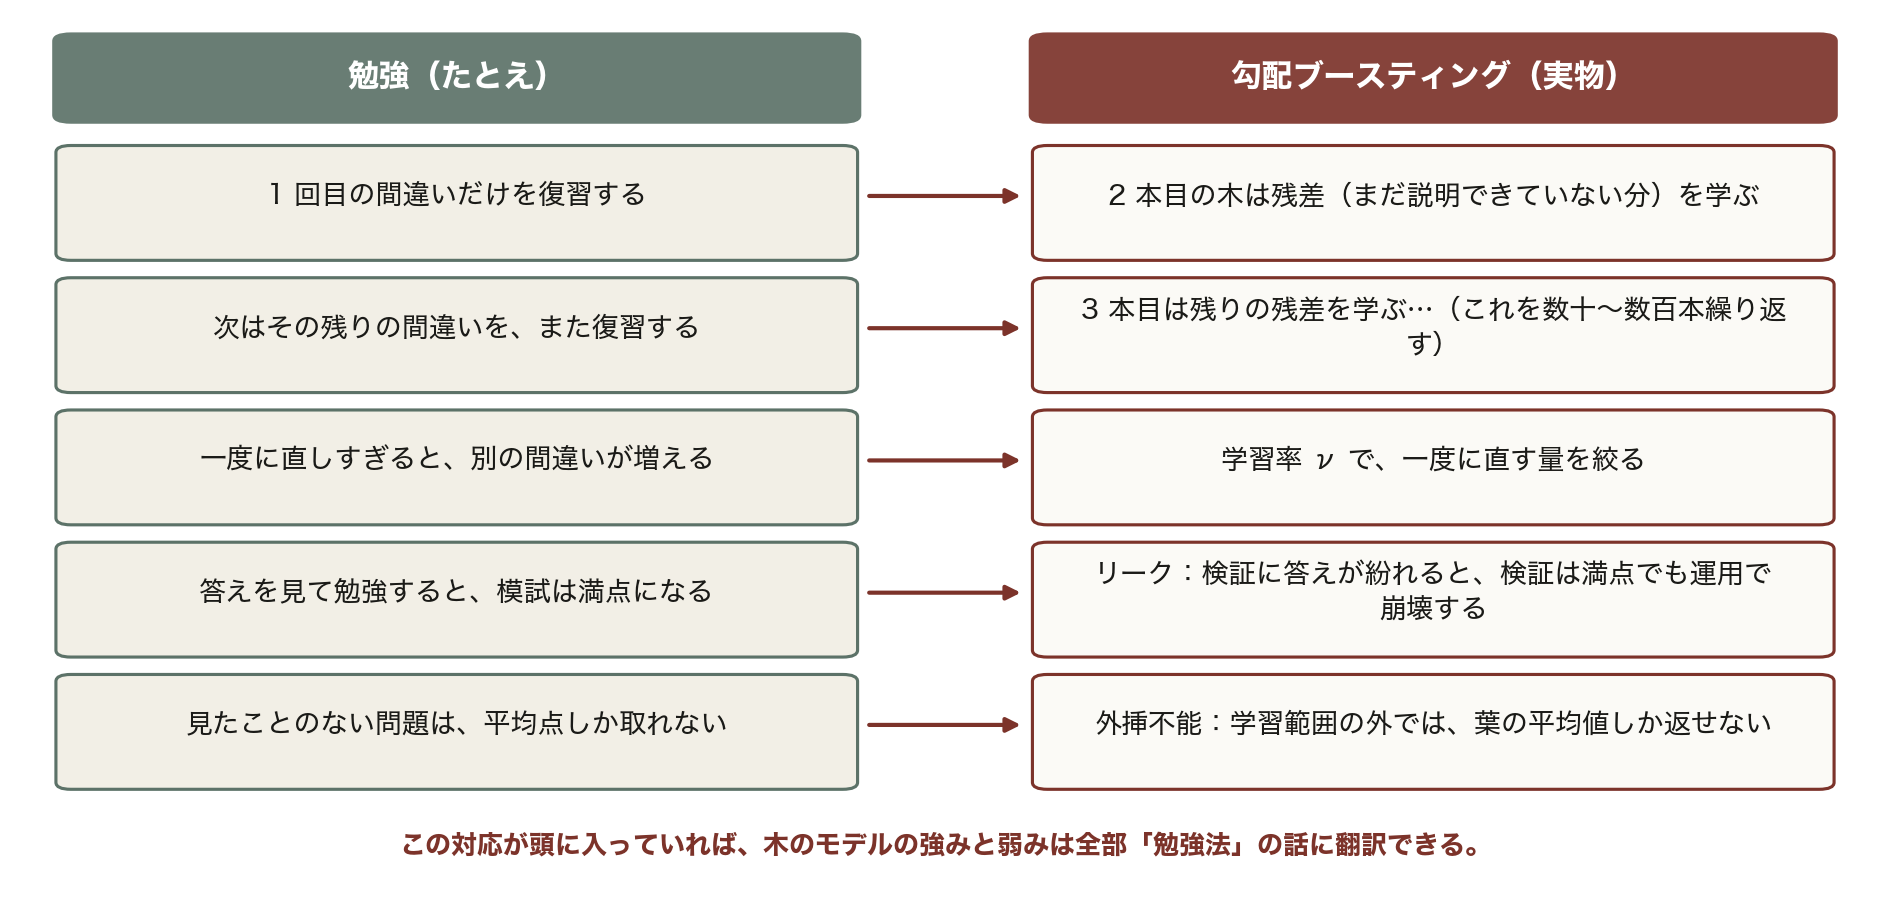 勉強（たとえ）
勾配ブースティング（実物）
1 回目の間違いだけを復習する
2 本目の木は残差（まだ説明できていない分）を学ぶ
次はその残りの間違いを、また復習する
3 本目は残りの残差を学ぶ…（これを数十〜数百本繰り返
す）
一度に直しすぎると、別の間違いが増える
学習率 ν で、一度に直す量を絞る
答えを見て勉強すると、模試は満点になる
リーク：検証に答えが紛れると、検証は満点でも運用で
崩壊する
見たことのない問題は、平均点しか取れない
外挿不能：学習範囲の外では、葉の平均値しか返せない
この対応が頭に入っていれば、木のモデルの強みと弱みは全部「勉強法」の話に翻訳できる。